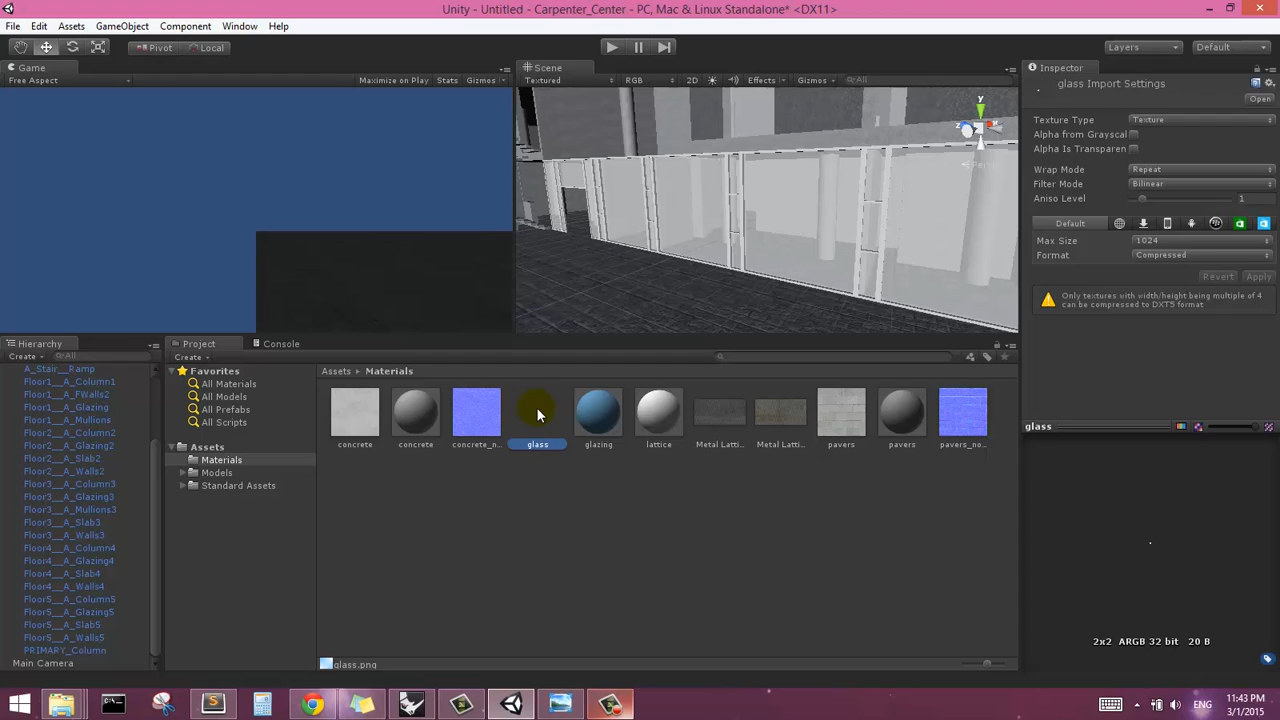 Unity - Untitled - Carpenter_Center - PC, Mac & Linux Standalone* <DX11>
File Edit Assets GameObject Component Window Help
Pivot Local Layers Default
Game
Free Aspect Maximize on Play Stats Gizmos
Scene
Textured RGB 2D Effects Gizmos All
y
z x
Persp
Inspector
glass Import Settings
Open
Texture Type Texture
Alpha from Grayscal
Alpha Is Transparen
Wrap Mode Repeat
Filter Mode Bilinear
Aniso Level 1
Default
Max Size 1024
Format Compressed
Revert Apply
Only textures with width/height being multiple of 4
can be compressed to DXT5 format
Hierarchy
Create All
A_Stair__Ramp
Floor1__A_Column1
Floor1__A_FWalls2
Floor1__A_Glazing
Floor1__A_Mullions
Floor2__A_Column2
Floor2__A_Glazing2
Floor2__A_Slab2
Floor2__A_Walls2
Floor3__A_Column3
Floor3__A_Glazing3
Floor3__A_Mullions3
Floor3__A_Slab3
Floor3__A_Walls3
Floor4__A_Column4
Floor4__A_Glazing4
Floor4__A_Slab4
Floor4__A_Walls4
Floor5__A_Column5
Floor5__A_Glazing5
Floor5__A_Slab5
Floor5__A_Walls5
PRIMARY_Column
Main Camera
Project Console
Create
Favorites
All Materials
All Models
All Prefabs
All Scripts
Assets
Materials
Models
Standard Assets
Assets Materials
concrete concrete concrete_n... glass glazing lattice Metal Latti... Metal Latti... pavers pavers pavers_no...
glass.png
glass
2x2 ARGB 32 bit 20 B
ENG
11:43 PM
3/1/2015